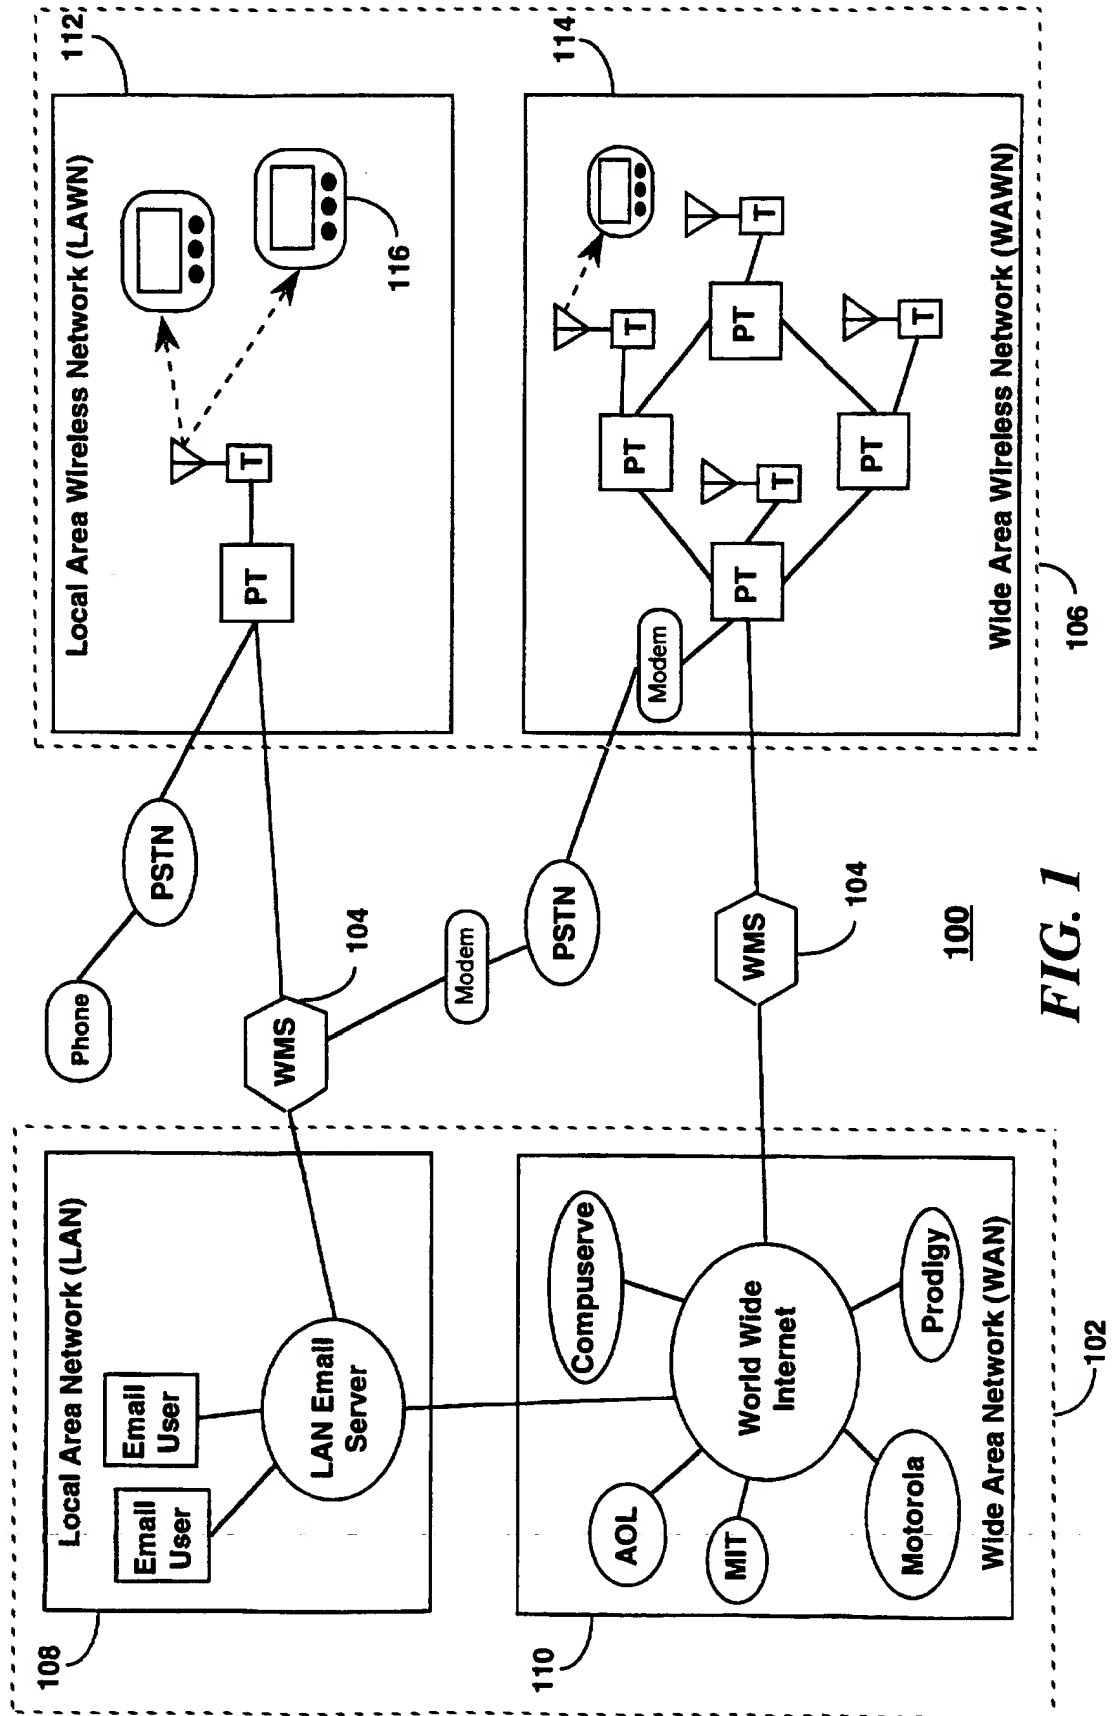 112
Local Area Wireless Network (LAWN)
116
PT
T
114
T
T
PT
PT
PT
T
PT
T
Modem
Wide Area Wireless Network (WAWN)
106
Phone
PSTN
WMS
104
Modem
PSTN
WMS
104
100
FIG. 1
108
Local Area Network (LAN)
Email
User
Email
User
LAN Email
Server
110
Compuserve
AOL
World Wide
Internet
MIT
Motorola
Prodigy
Wide Area Network (WAN)
102